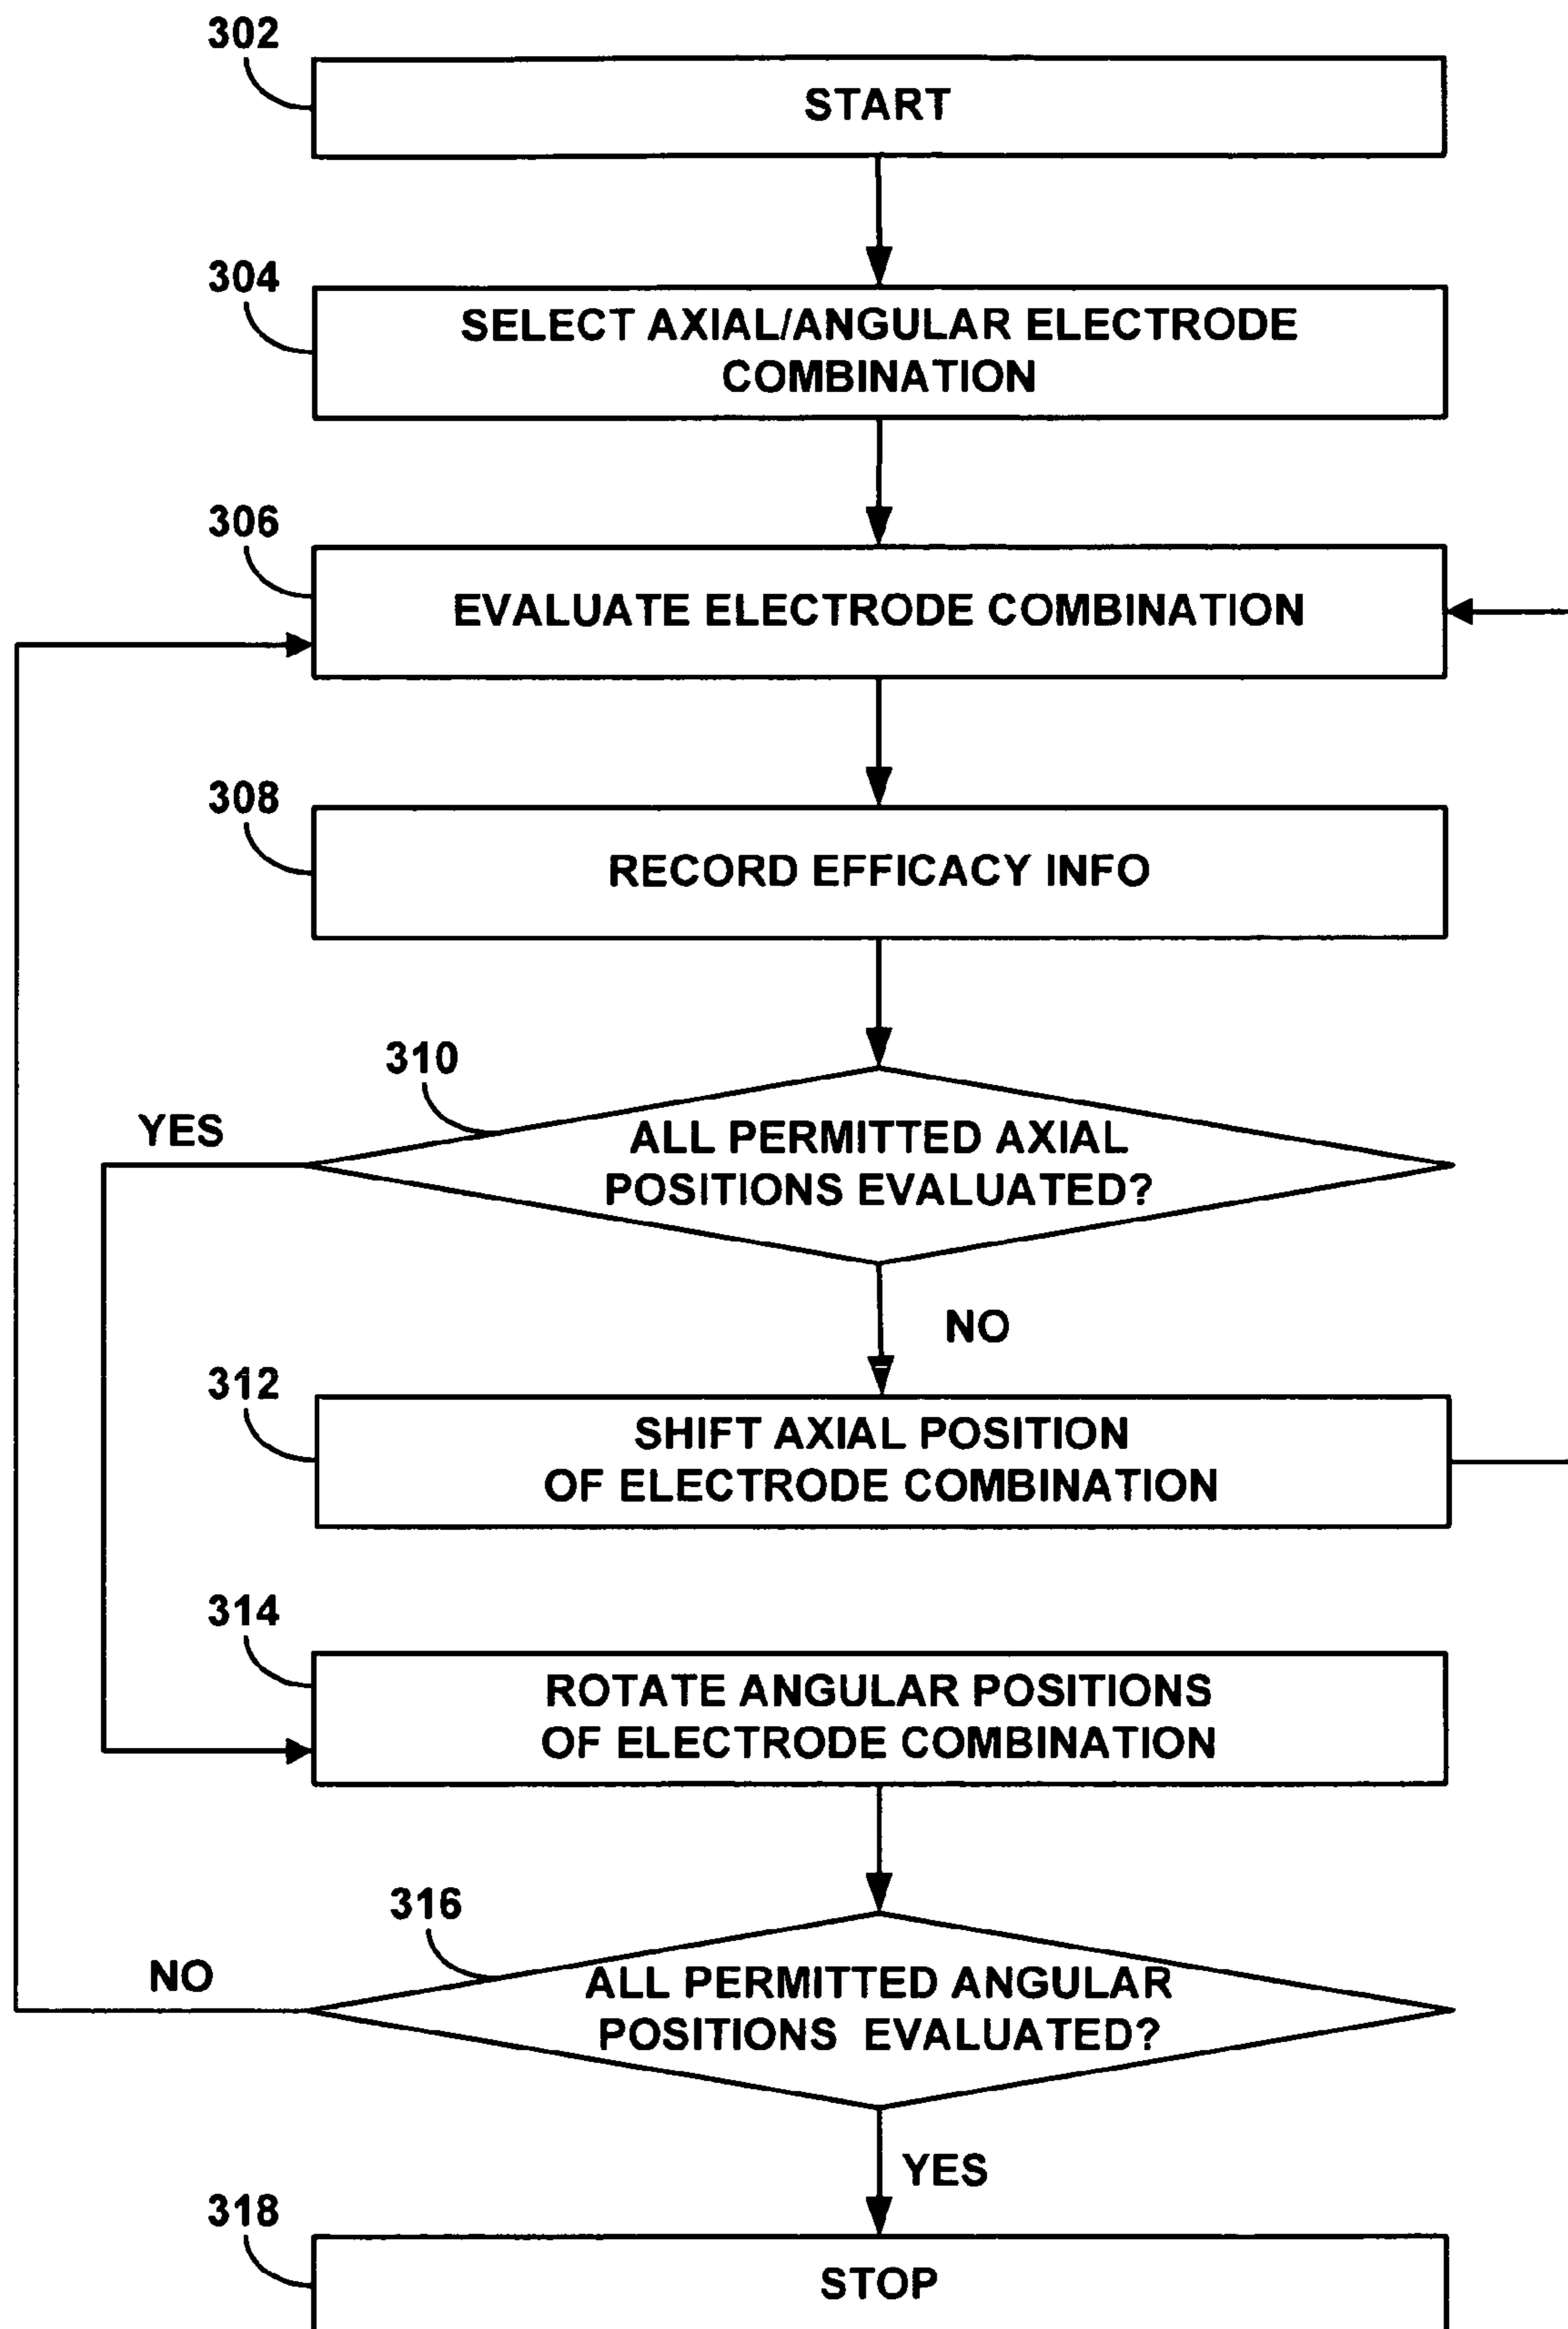 302
START
304
SELECT AXIAL/ANGULAR ELECTRODE
COMBINATION
306
EVALUATE ELECTRODE COMBINATION
308
RECORD EFFICACY INFO
310
YES
ALL PERMITTED AXIAL
POSITIONS EVALUATED?
NO
312
SHIFT AXIAL POSITION
OF ELECTRODE COMBINATION
314
ROTATE ANGULAR POSITIONS
OF ELECTRODE COMBINATION
316
NO
ALL PERMITTED ANGULAR
POSITIONS EVALUATED?
YES
318
STOP